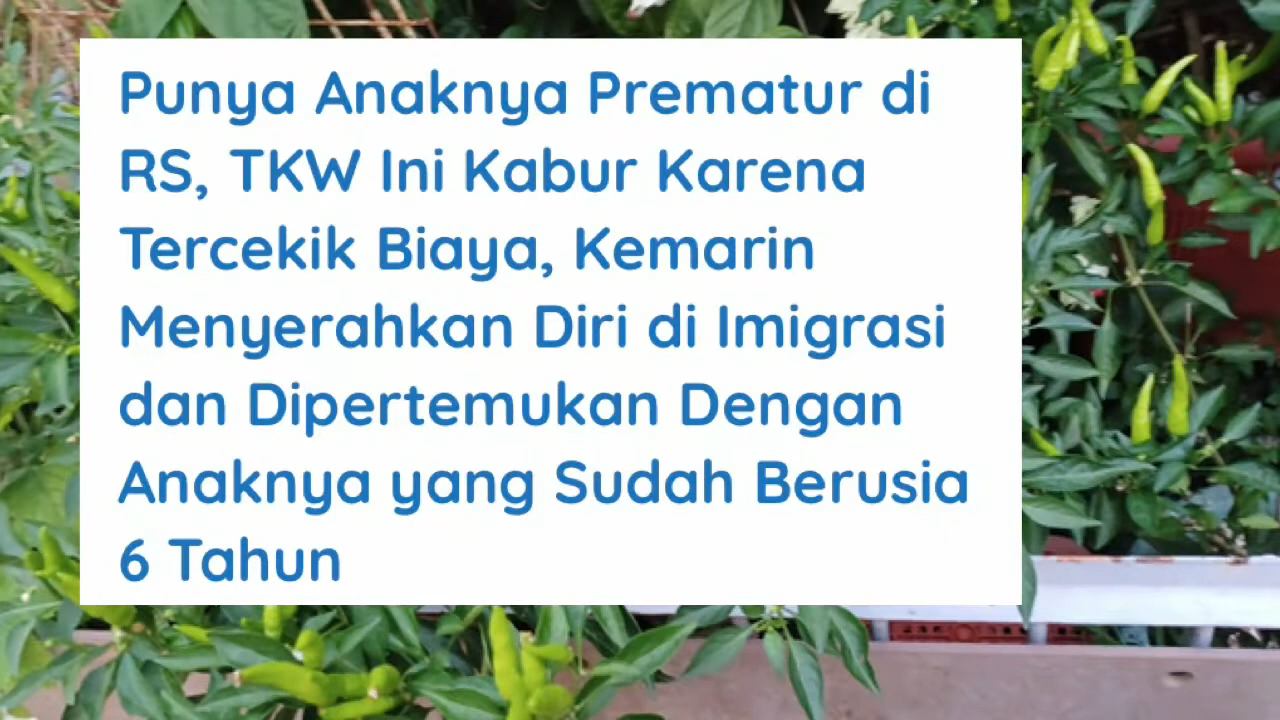 Punya Anaknya Prematur di
RS, TKW Ini Kabur Karena
Tercekik Biaya, Kemarin
Menyerahkan Diri di Imigrasi
dan Dipertemukan Dengan
Anaknya yang Sudah Berusia
6 Tahun